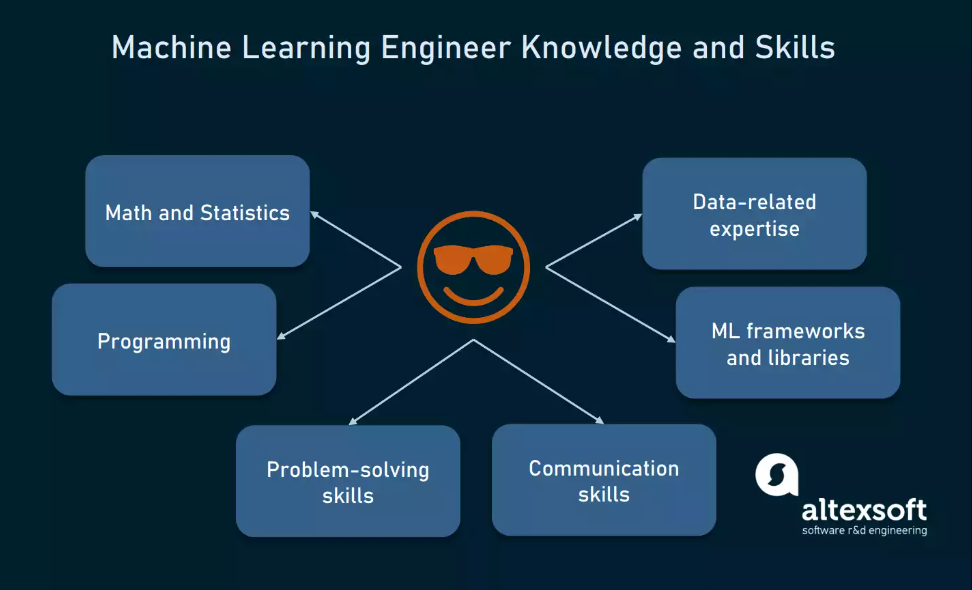 Machine Learning Engineer Knowledge and Skills
Math and Statistics
Data-related
expertise
Programming
ML frameworks
and libraries
Problem-solving
skills
Communication
skills
altexsoft
software r&d engineering